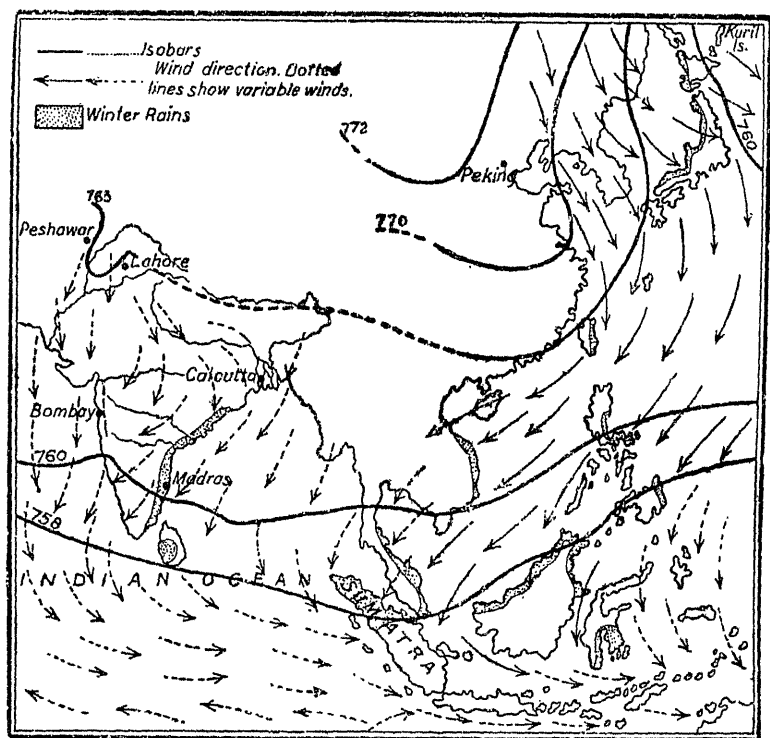 Isobars
Wind direction. Dotted
lines show variable winds.
Winter Rains
Kuril
Is.
772
760
Peking
763
Peshawar
770
Lahore
Calcutta
Bombay
760
Madras
758
INDIAN OCEAN
SUMATRA